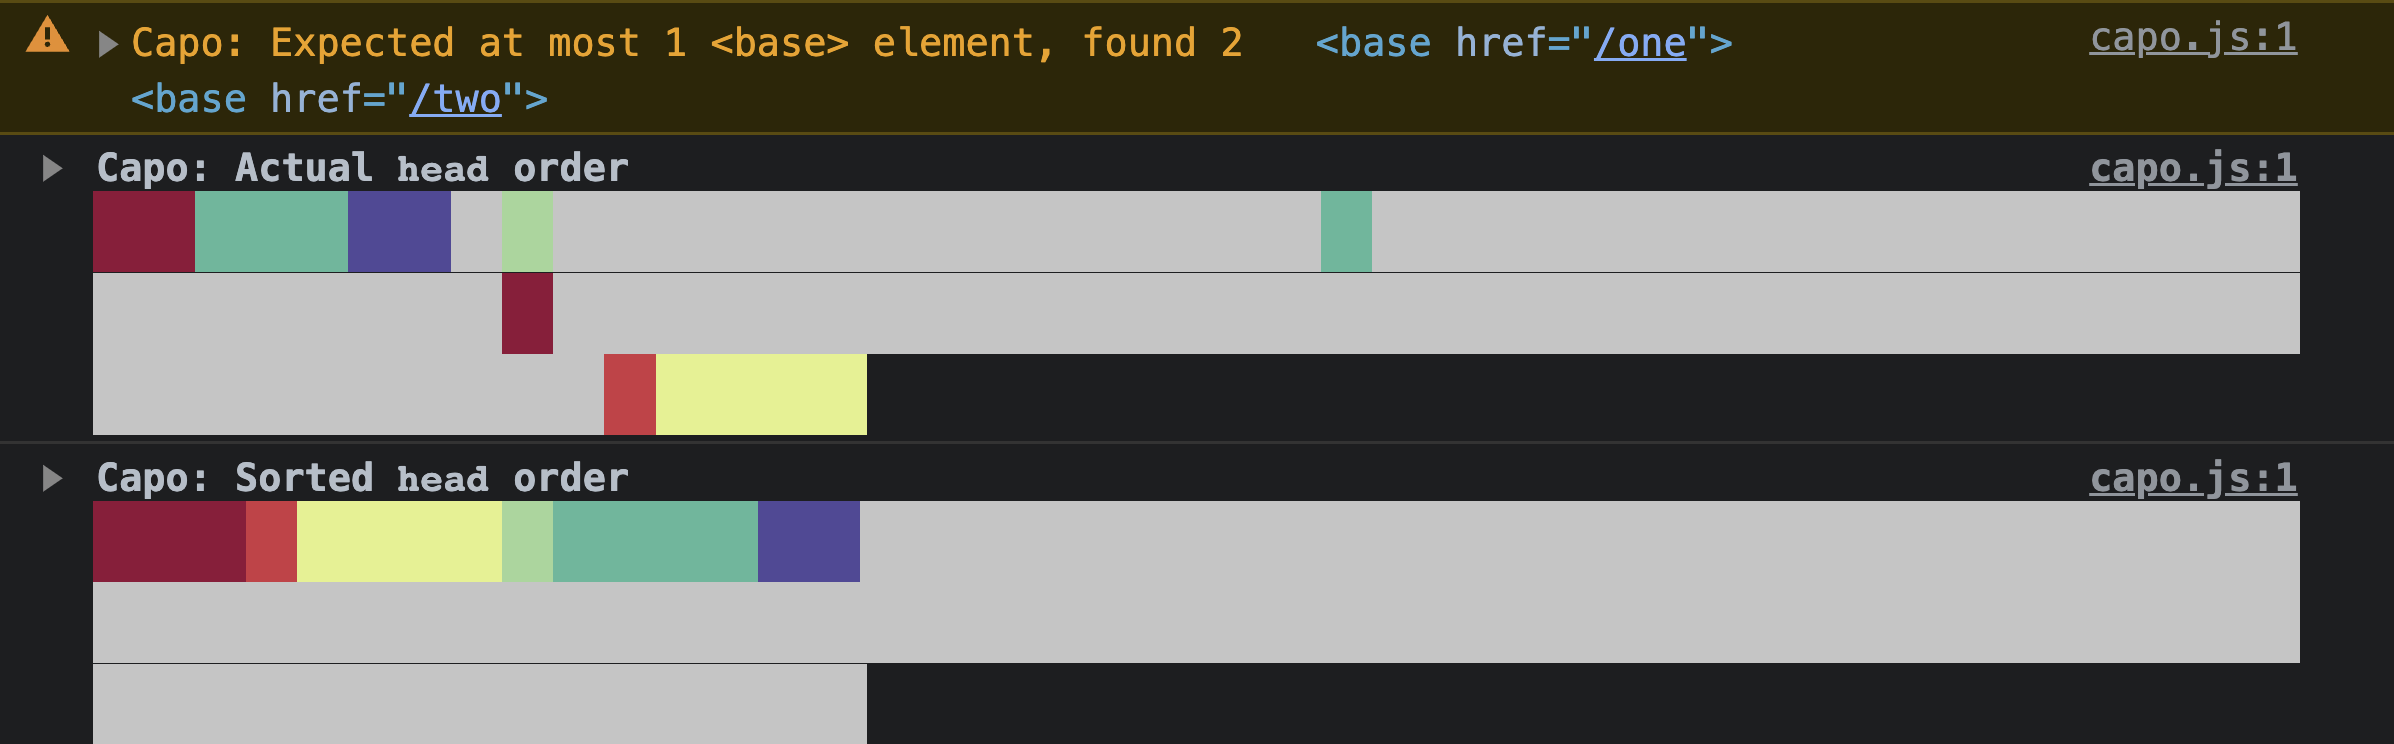 Capo: Expected at most 1 <base> element, found 2 <base href="/one"> capo.js:1
<base href="/two">
Capo: Actual head order capo.js:1
Capo: Sorted head order capo.js:1